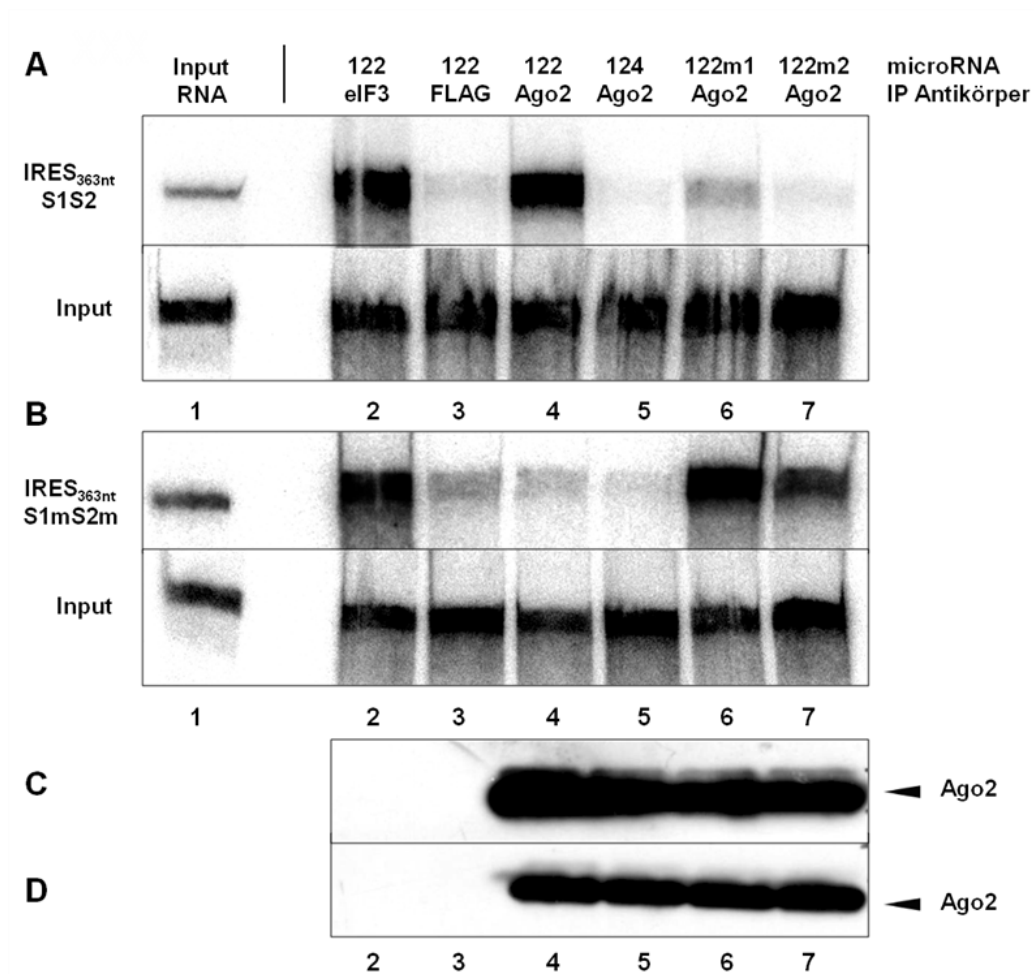 A
Input RNA
122 eIF3
122 FLAG
122 Ago2
124 Ago2
122m1 Ago2
122m2 Ago2
microRNA
IP Antikörper
IRES363nt
S1S2
Input
1 2 3 4 5 6 7
B
IRES363nt
S1mS2m
Input
1 2 3 4 5 6 7
C
Ago2
D
Ago2
2 3 4 5 6 7